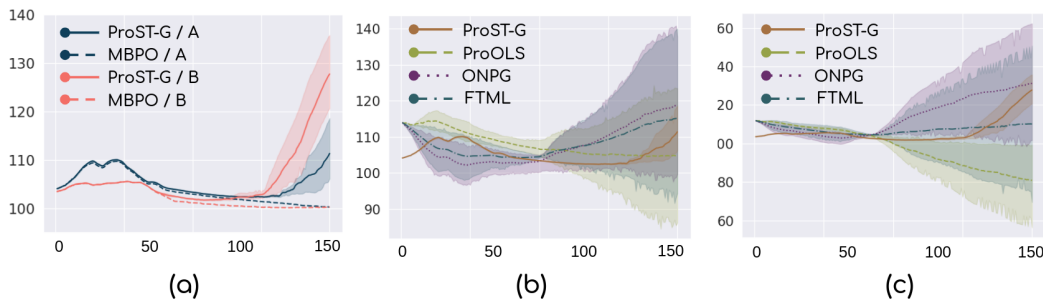 140
130
120
110
100
0
50
100
150
ProST-G / A
MBPO / A
ProST-G / B
MBPO / B
(a)
140
130
120
110
100
90
0
50
100
150
ProST-G
ProOLS
ONPG
FTML
(b)
60
40
20
00
80
60
0
50
100
150
ProST-G
ProOLS
ONPG
FTML
(c)